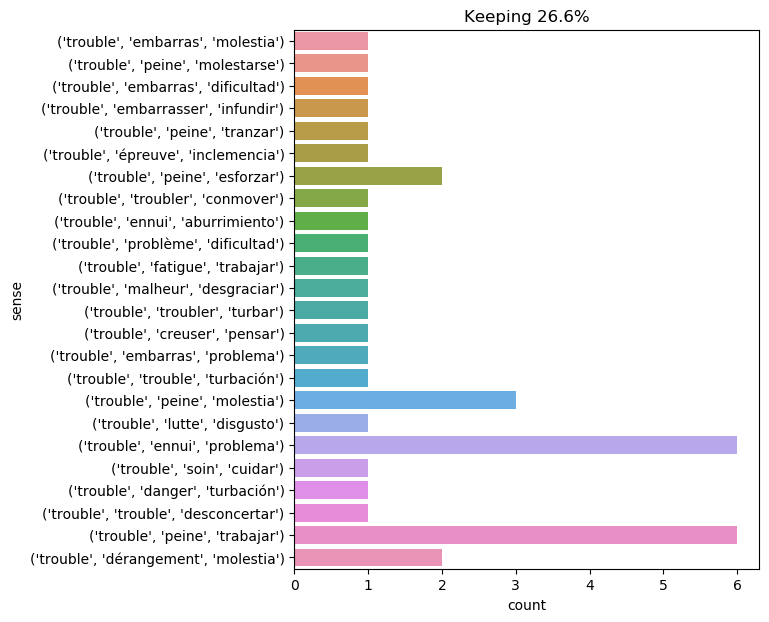 Keeping 26.6%
('trouble', 'embarras', 'molestia')
('trouble', 'peine', 'molestarse')
('trouble', 'embarras', 'dificultad')
('trouble', 'embarrasser', 'infundir')
('trouble', 'peine', 'tranzar')
('trouble', 'épreuve', 'inclemencia')
('trouble', 'peine', 'esforzar')
('trouble', 'troubler', 'conmover')
('trouble', 'ennui', 'aburrimiento')
('trouble', 'problème', 'dificultad')
('trouble', 'fatigue', 'trabajar')
('trouble', 'malheur', 'desgraciar')
('trouble', 'troubler', 'turbar')
('trouble', 'creuser', 'pensar')
('trouble', 'embarras', 'problema')
('trouble', 'trouble', 'turbación')
('trouble', 'peine', 'molestia')
('trouble', 'lutte', 'disgusto')
('trouble', 'ennui', 'problema')
('trouble', 'soin', 'cuidar')
('trouble', 'danger', 'turbación')
('trouble', 'trouble', 'desconcertar')
('trouble', 'peine', 'trabajar')
('trouble', 'dérangement', 'molestia')
sense
0 1 2 3 4 5 6
count